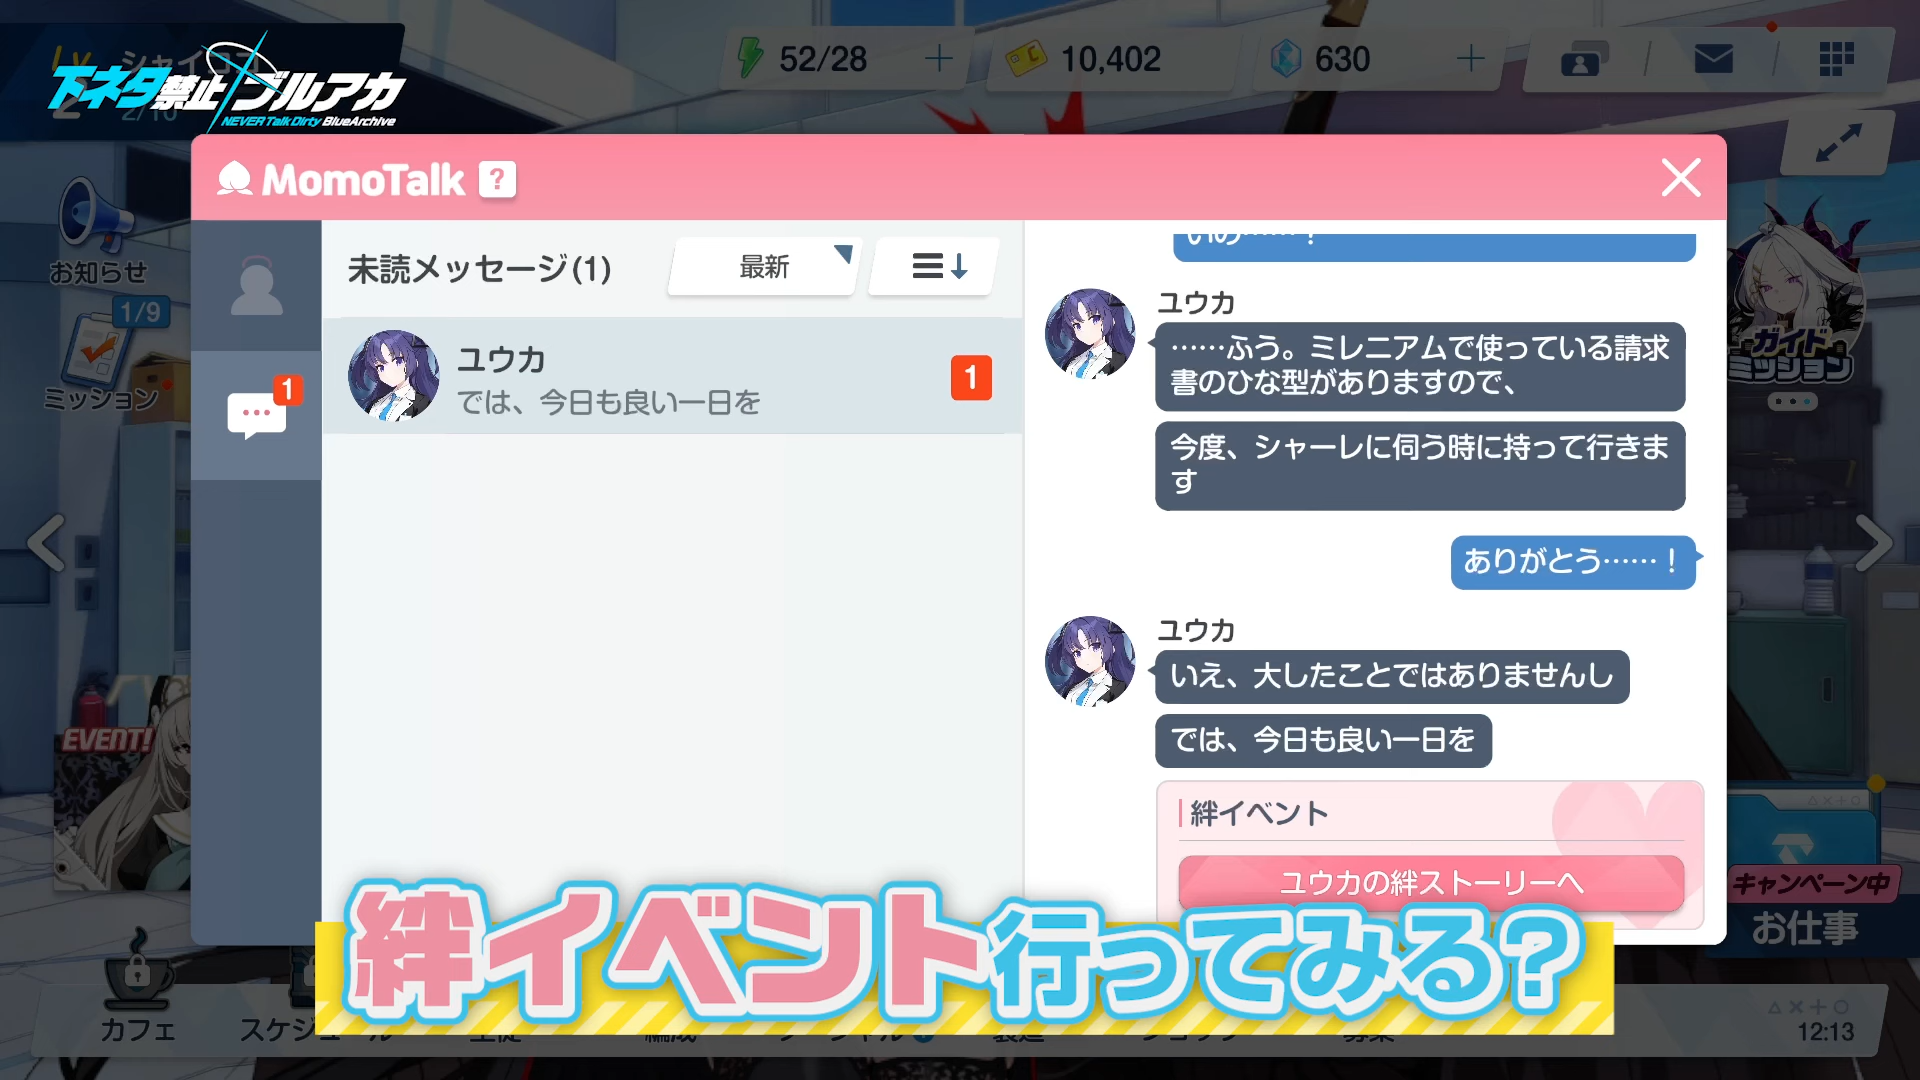 下ネタ禁止ブルアカ
NEVER Talk Dirty BlueArchive
52/28
10,402
630
MomoTalk ?
お知らせ
1/9
ミッション
EVENT!
未読メッセージ(1)
最新
1
ユウカ
では、今日も良い一日を
1
いの……！
ユウカ
……ふう。ミレニアムで使っている請求
書のひな型がありますので、
今度、シャーレに伺う時に持って行きま
す
ありがとう……！
ユウカ
いえ、大したことではありませんし
では、今日も良い一日を
絆イベント
ユウカの絆ストーリーへ
ガイド
ミッション
キャンペーン中
お仕事
絆イベント行ってみる？
カフェ
スケジュール
12:13